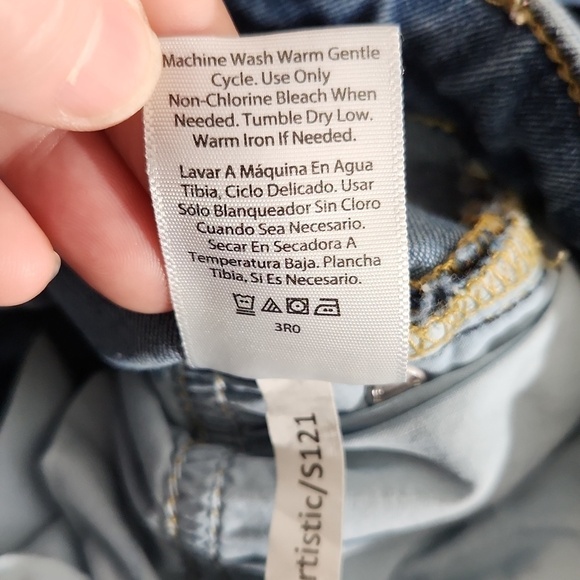 Machine Wash Warm Gentle
Cycle. Use Only
Non-Chlorine Bleach When
Needed. Tumble Dry Low.
Warm Iron If Needed.
Lavar A Máquina En Agua
Tibia, Ciclo Delicado. Usar
Sólo Blanqueador Sin Cloro
Cuando Sea Necesario.
Secar En Secadora A
Temperatura Baja. Plancha
Tibia, Si Es Necesario.
3R0
rtistic/S121